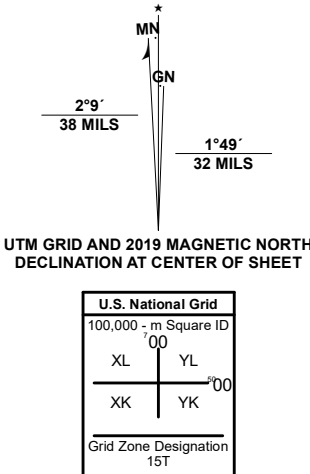 ★
MN
GN
2°9´
38 MILS
1°49´
32 MILS
UTM GRID AND 2019 MAGNETIC NORTH
DECLINATION AT CENTER OF SHEET
U.S. National Grid
100,000 - m Square ID
⁷00
XL YL
⁵⁰00
XK YK
Grid Zone Designation
15T